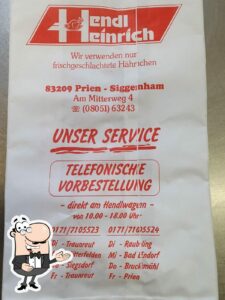 Hendl
Heinrich
Wir verwenden nur
frischgeschlachtete Hähnchen
83209 Prien - Siggenham
Am Mitterweg 4
☎ (08051) 63243
UNSER SERVICE
TELEFONISCHE
VORBESTELLUNG
- direkt am Hendlwagen -
von 10.00 - 18.00 Uhr
0171/7105523 0171/7105524
Di - Traunreut Di - Raubling
Mi - Bad Endorf
Do - Siegsdorf Do - Bruckmühl
Fr - Traunreut Fr - Prien